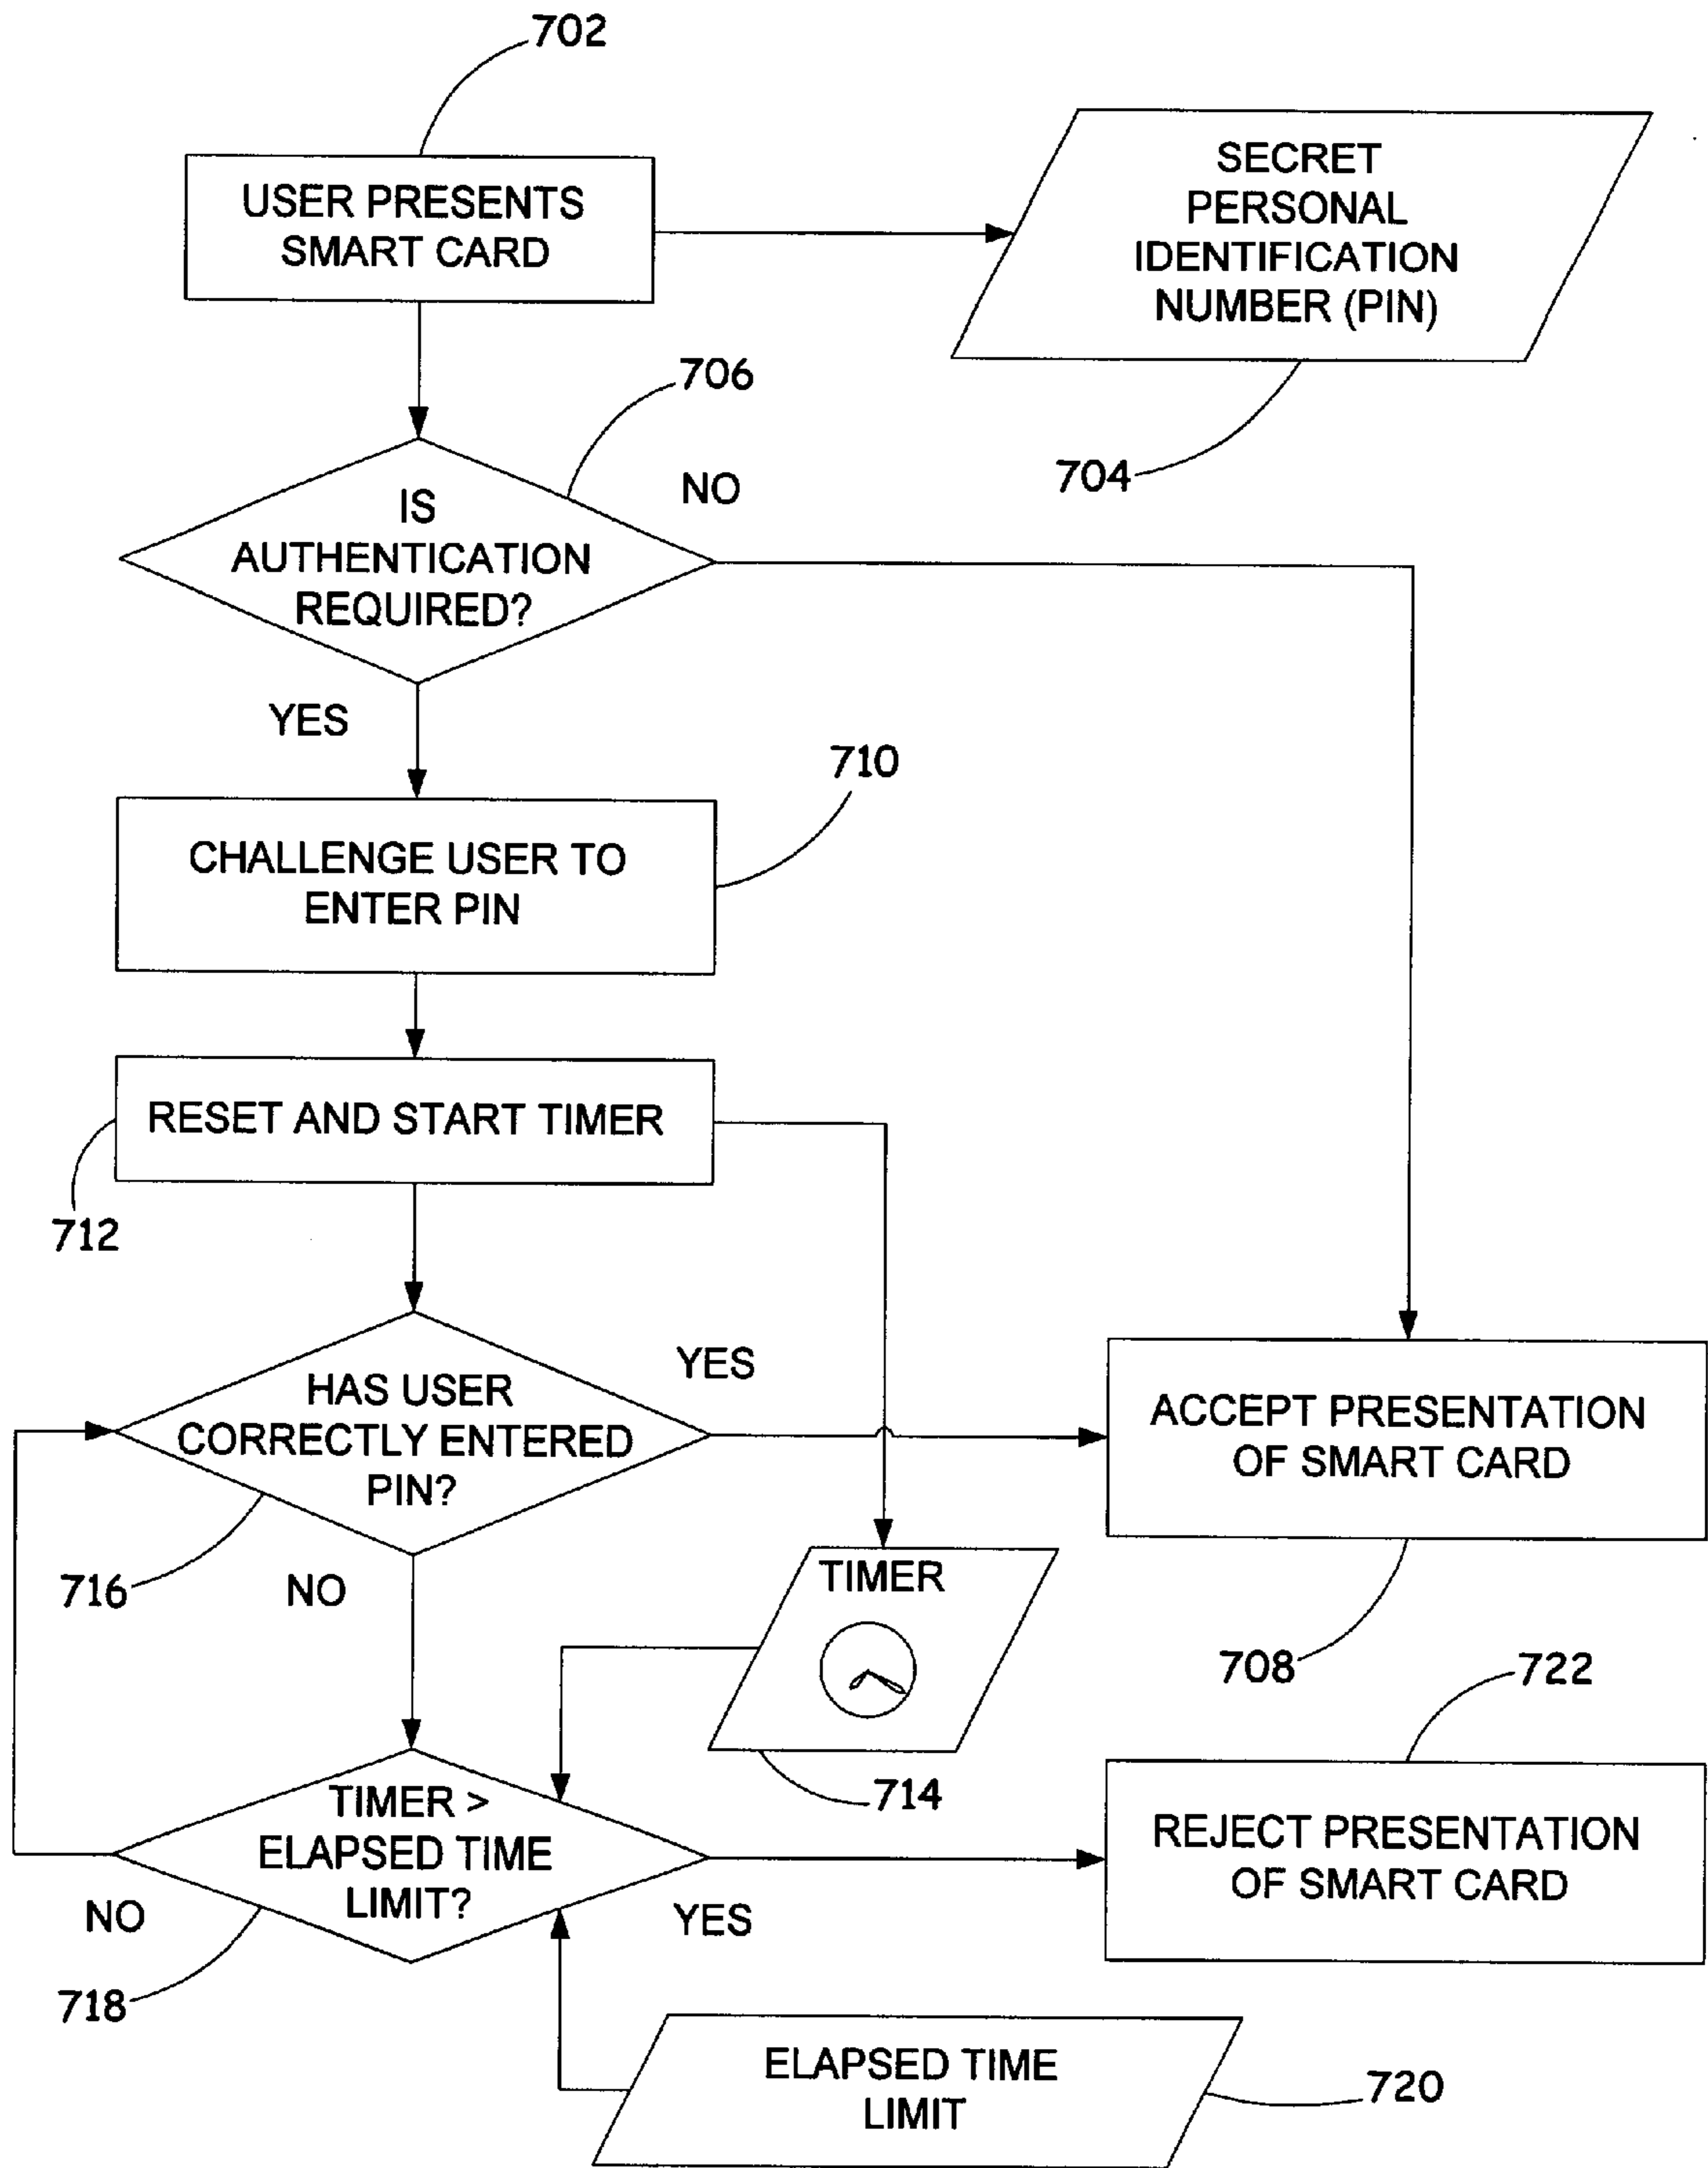 702
USER PRESENTS
SMART CARD
SECRET
PERSONAL
IDENTIFICATION
NUMBER (PIN)
704
706
IS
AUTHENTICATION
REQUIRED?
NO
YES
710
CHALLENGE USER TO
ENTER PIN
RESET AND START TIMER
712
HAS USER
CORRECTLY ENTERED
PIN?
YES
716
NO
ACCEPT PRESENTATION
OF SMART CARD
708
TIMER
714
TIMER >
ELAPSED TIME
LIMIT?
NO
YES
718
722
REJECT PRESENTATION
OF SMART CARD
ELAPSED TIME
LIMIT
720